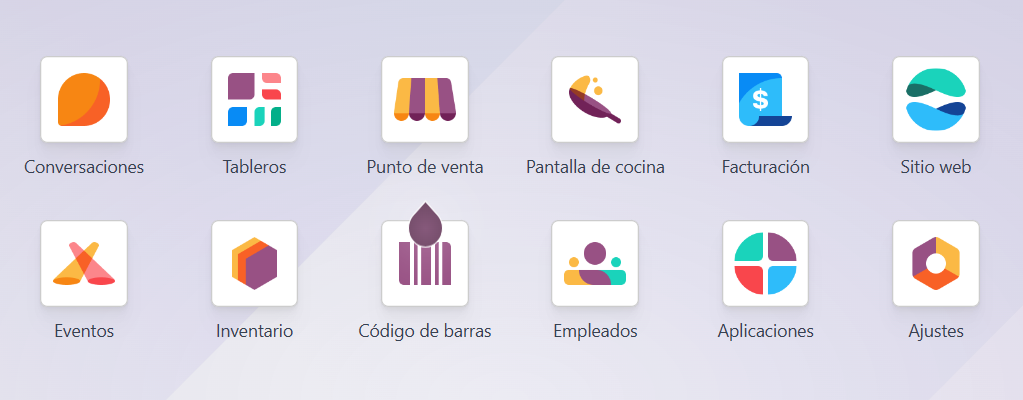 Conversaciones
Tableros
Punto de venta
Pantalla de cocina
$
Facturación
Sitio web
Eventos
Inventario
Código de barras
Empleados
Aplicaciones
Ajustes